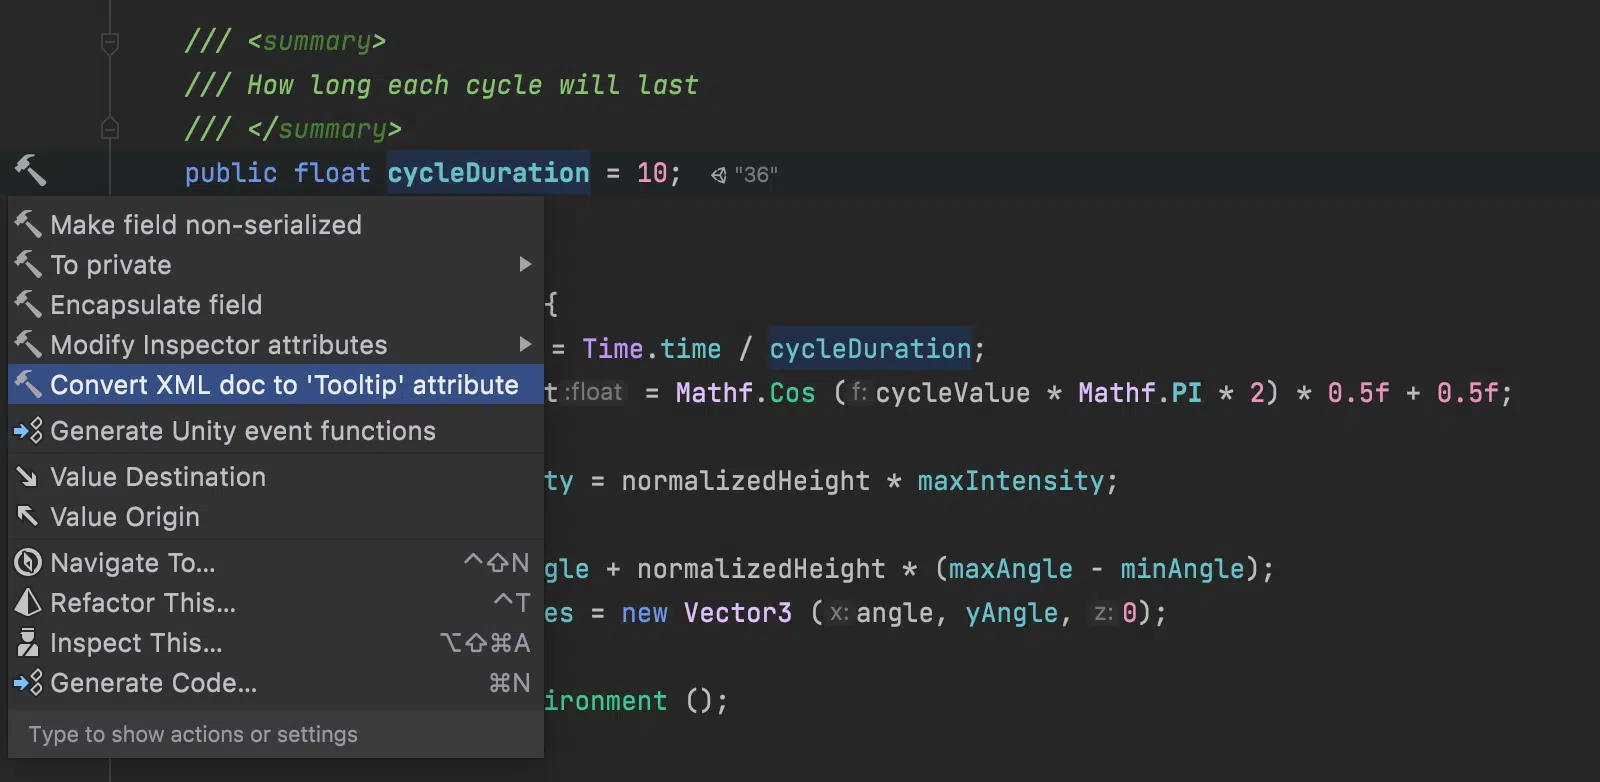 /// <summary>
/// How long each cycle will last
/// </summary>
public float cycleDuration = 10; "36"
Make field non-serialized
To private
Encapsulate field
{
Modify Inspector attributes
= Time.time / cycleDuration;
Convert XML doc to 'Tooltip' attribute
t :float = Mathf.Cos (f: cycleValue * Mathf.PI * 2) * 0.5f + 0.5f;
Generate Unity event functions
Value Destination
ty = normalizedHeight * maxIntensity;
Value Origin
Navigate To... ^⇧N
gle + normalizedHeight * (maxAngle - minAngle);
Refactor This... ^T
es = new Vector3 (x: angle, yAngle, z: 0);
Inspect This... ⌥⇧⌘A
Generate Code... ⌘N
ironment ();
Type to show actions or settings